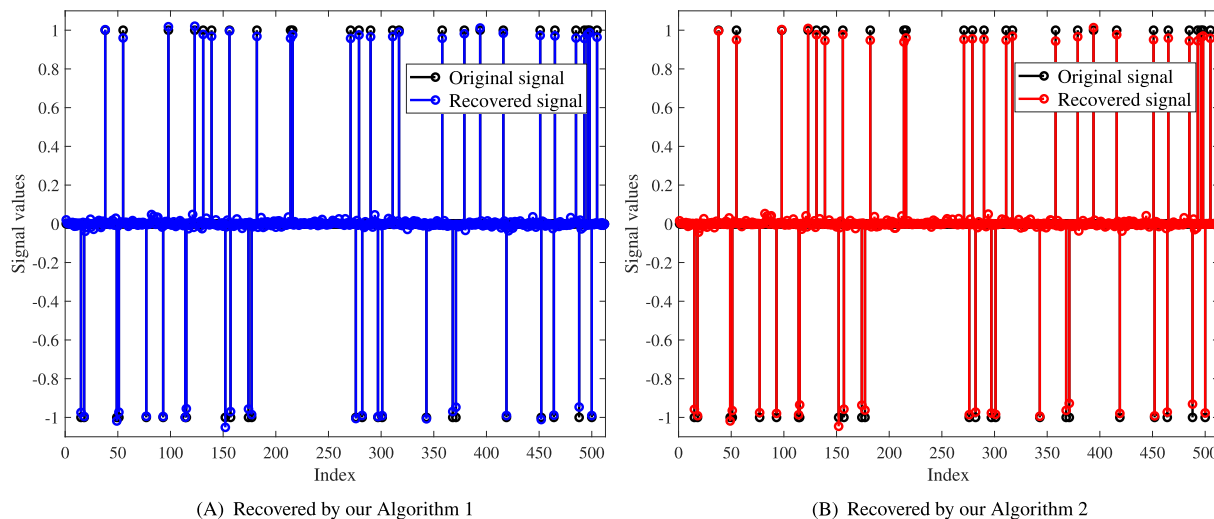 1
0.8
0.6
0.4
0.2
0
-0.2
-0.4
-0.6
-0.8
-1
Signal values
0 50 100 150 200 250 300 350 400 450 500
Index
Original signal
Recovered signal
(A) Recovered by our Algorithm 1
1
0.8
0.6
0.4
0.2
0
-0.2
-0.4
-0.6
-0.8
-1
Signal values
0 50 100 150 200 250 300 350 400 450 500
Index
Original signal
Recovered signal
(B) Recovered by our Algorithm 2